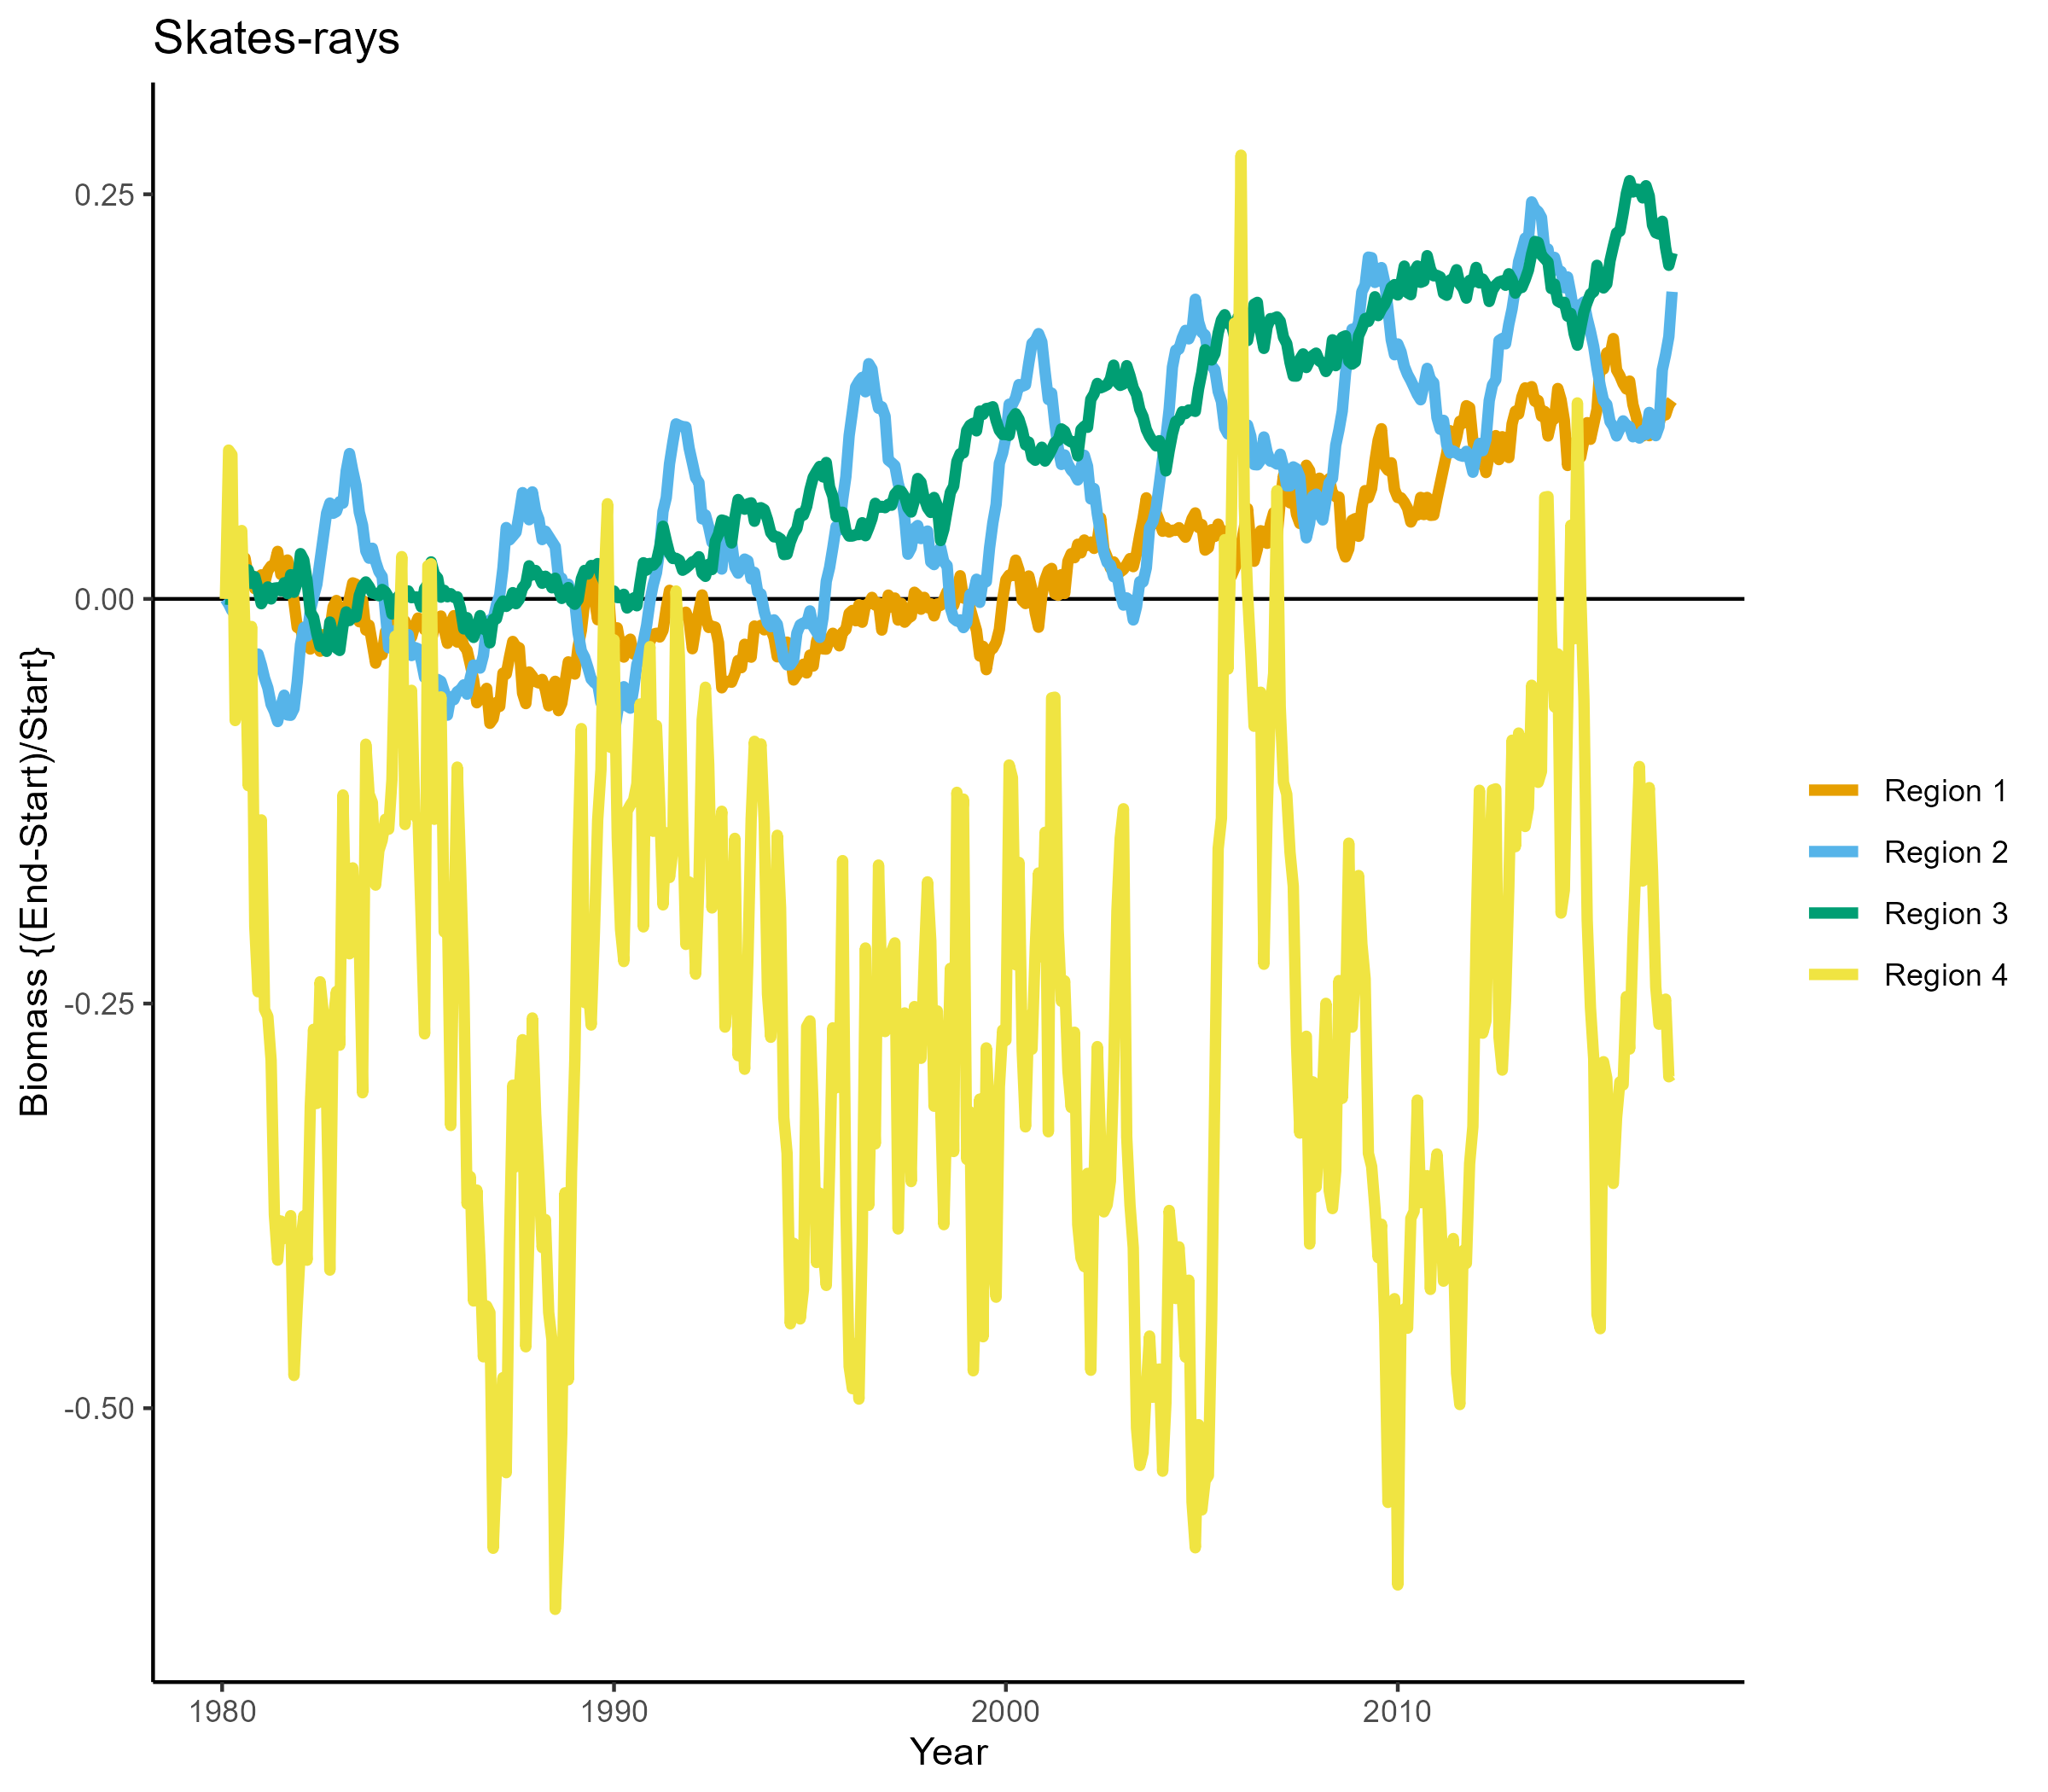 Skates-rays
Biomass {(End-Start)/Start}
0.25
0.00
-0.25
-0.50
1980
1990
2000
2010
Year
Region 1
Region 2
Region 3
Region 4